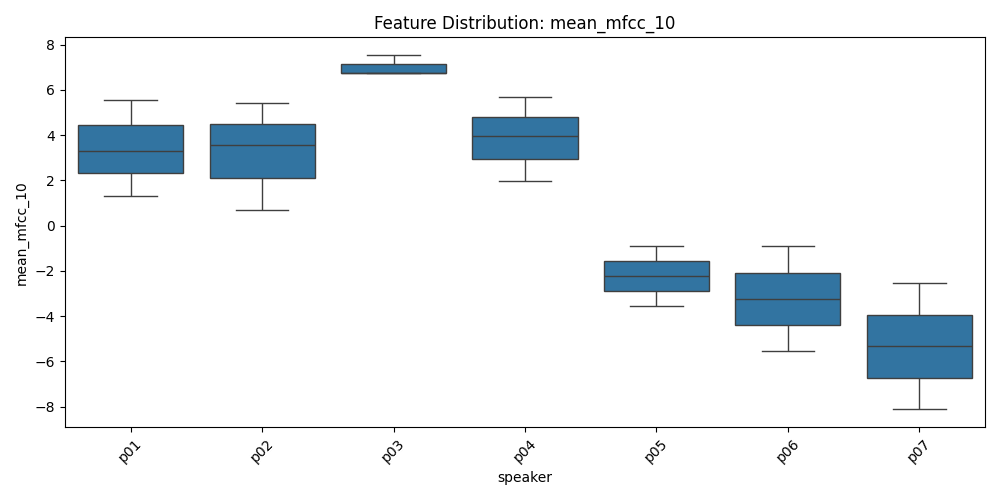 Feature Distribution: mean_mfcc_10
mean_mfcc_10
8
6
4
2
0
−2
−4
−6
−8
p01
p02
p03
p04
p05
p06
p07
speaker